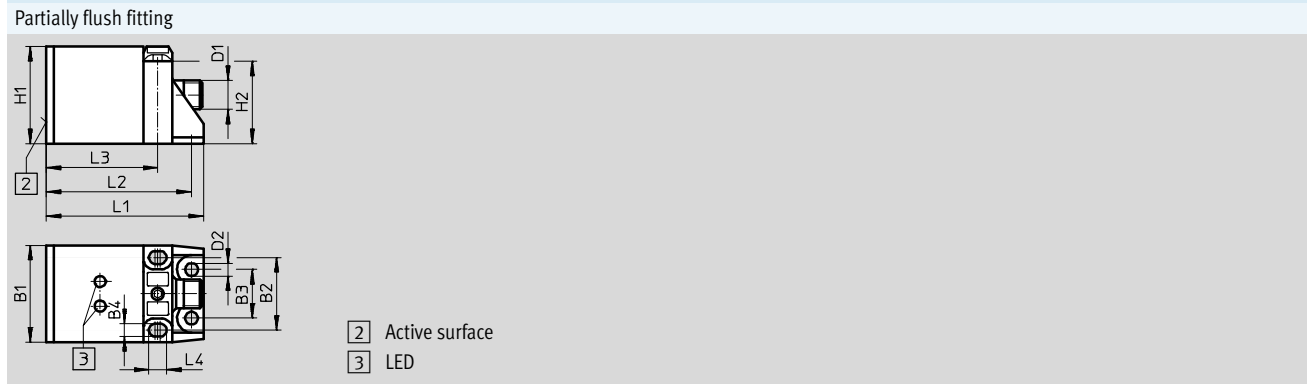 Partially flush fitting
H1
D1
H2
L3
L2
L1
2
B1
D2
B4
B3
B2
L4
3
2 Active surface
3 LED